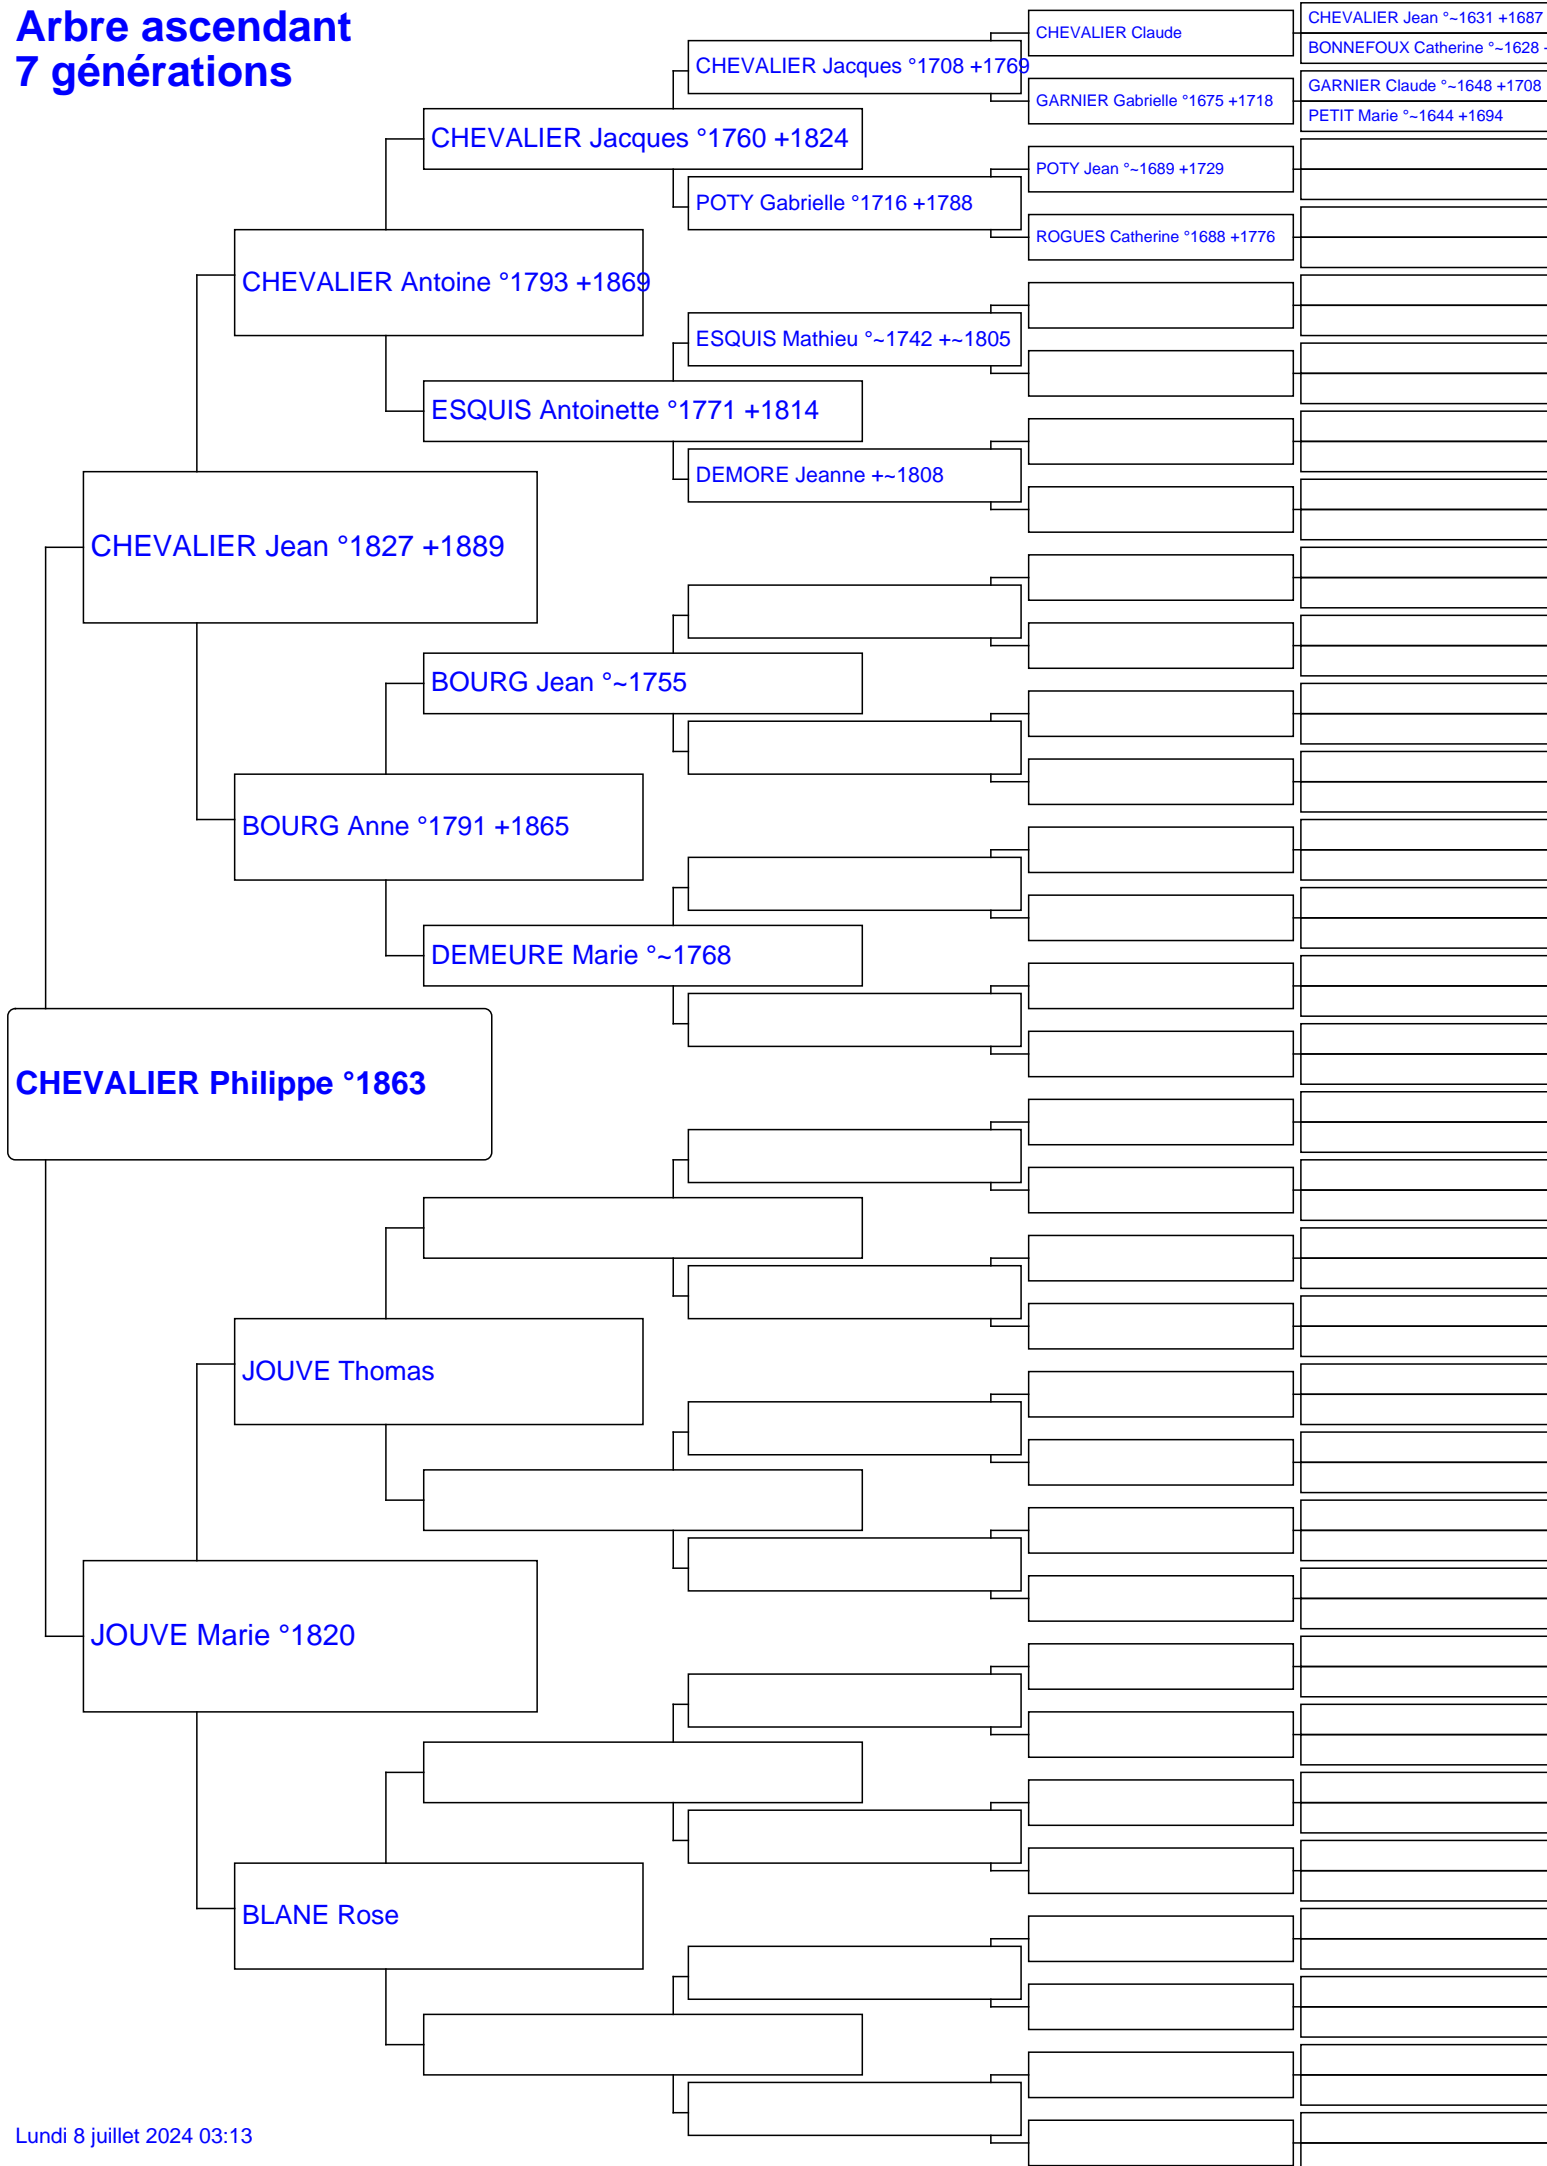 Arbre ascendant
7 générations
CHEVALIER Jean °~1631 +1687
CHEVALIER Claude
BONNEFOUX Catherine °~1628
CHEVALIER Jacques °1708 +1769
GARNIER Claude °~1648 +1708
GARNIER Gabrielle °1675 +1718
PETIT Marie °~1644 +1694
CHEVALIER Jacques °1760 +1824
POTY Jean °~1689 +1729
POTY Gabrielle °1716 +1788
ROGUES Catherine °1688 +1776
CHEVALIER Antoine °1793 +1869
ESQUIS Mathieu °~1742 +~1805
ESQUIS Antoinette °1771 +1814
DEMORE Jeanne +~1808
CHEVALIER Jean °1827 +1889
BOURG Jean °~1755
BOURG Anne °1791 +1865
DEMEURE Marie °~1768
CHEVALIER Philippe °1863
JOUVE Thomas
JOUVE Marie °1820
BLANE Rose
Lundi 8 juillet 2024 03:13